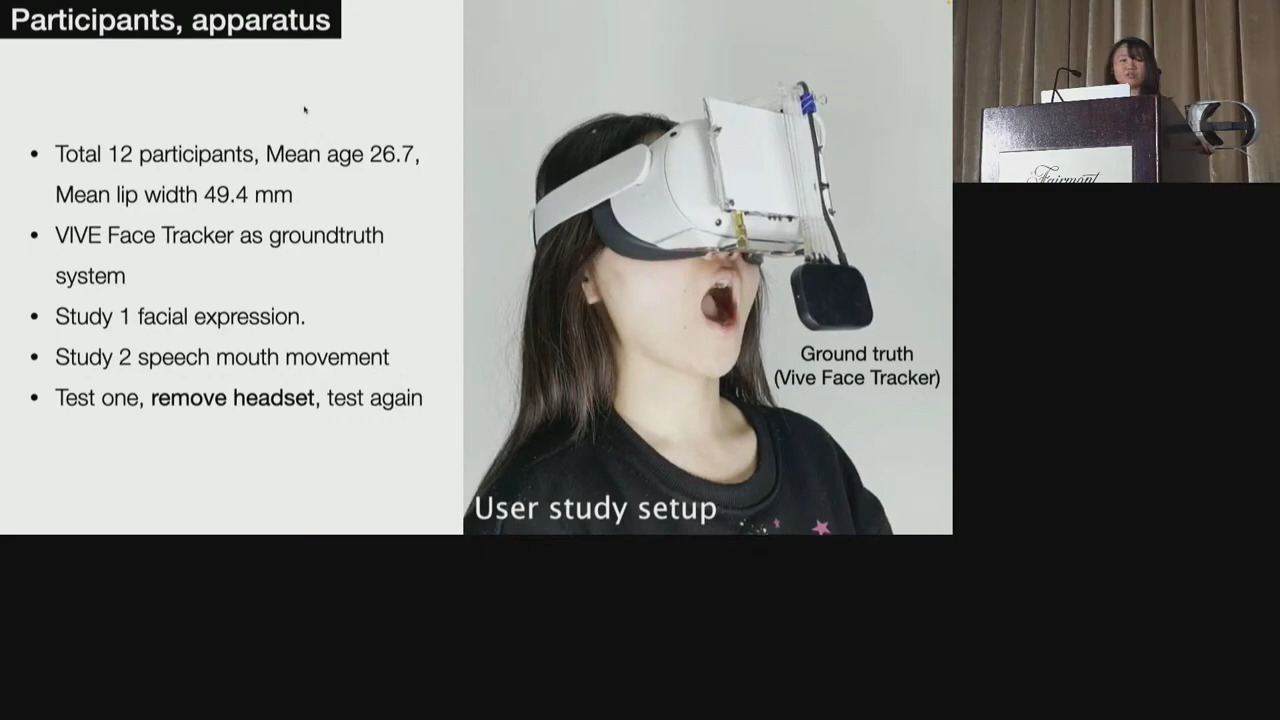 Participants, apparatus
• Total 12 participants, Mean age 26.7,
Mean lip width 49.4 mm
• VIVE Face Tracker as groundtruth
system
• Study 1 facial expression.
• Study 2 speech mouth movement
• Test one, remove headset, test again
Ground truth
(Vive Face Tracker)
User study setup
Fairmont